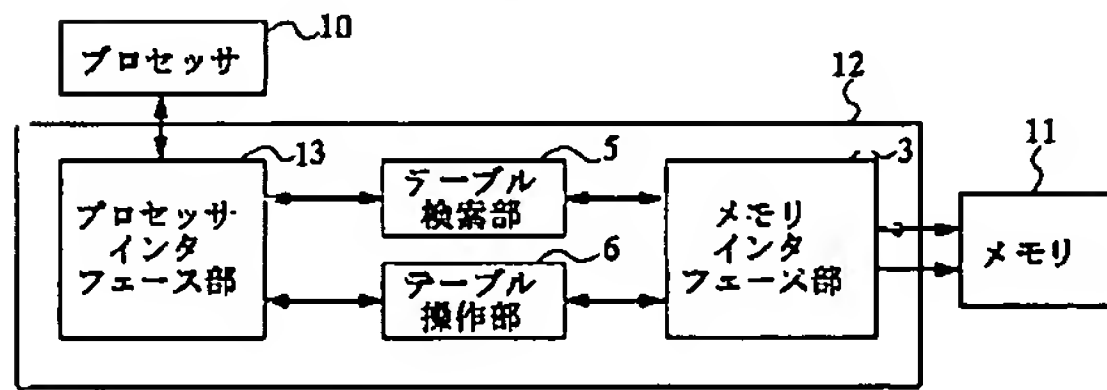 10
プロセッサ
12
13
プロセッサ
インタ
フェース部
5
テーブル
検索部
6
テーブル
操作部
3
メモリ
インタ
フェース部
11
メモリ